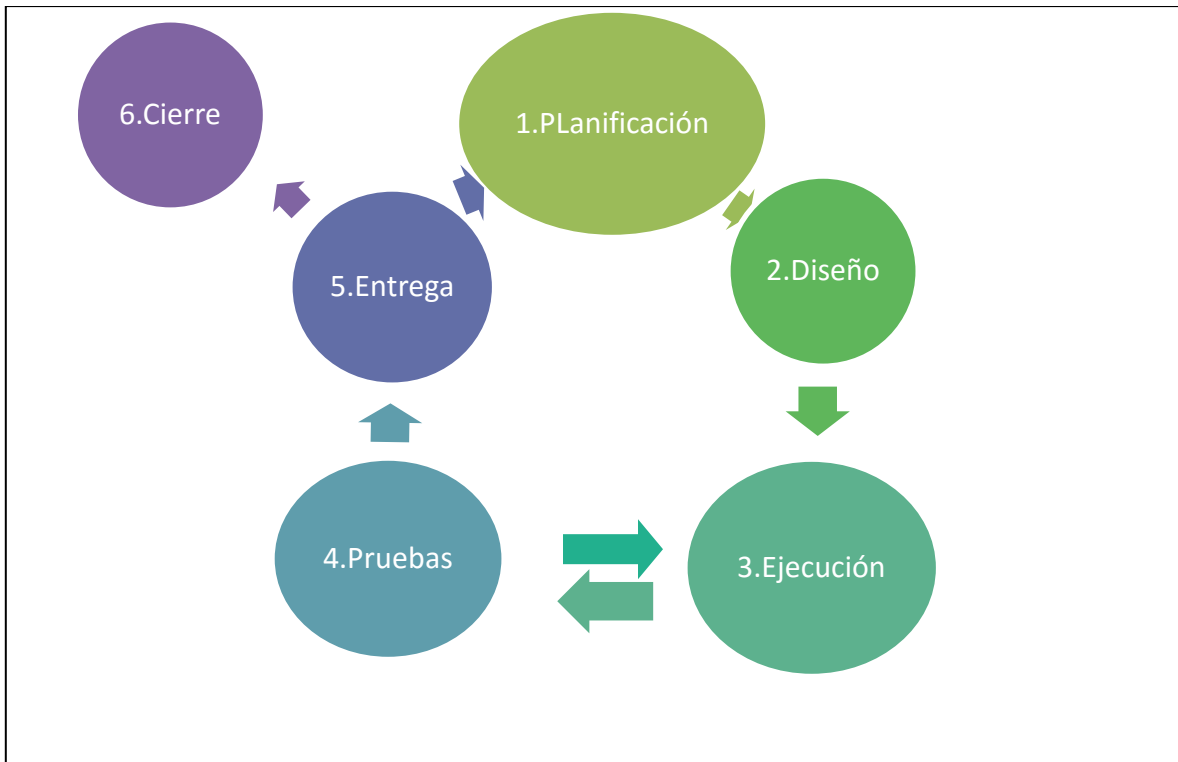 1.PLanificación
2.Diseño
3.Ejecución
4.Pruebas
5.Entrega
6.Cierre